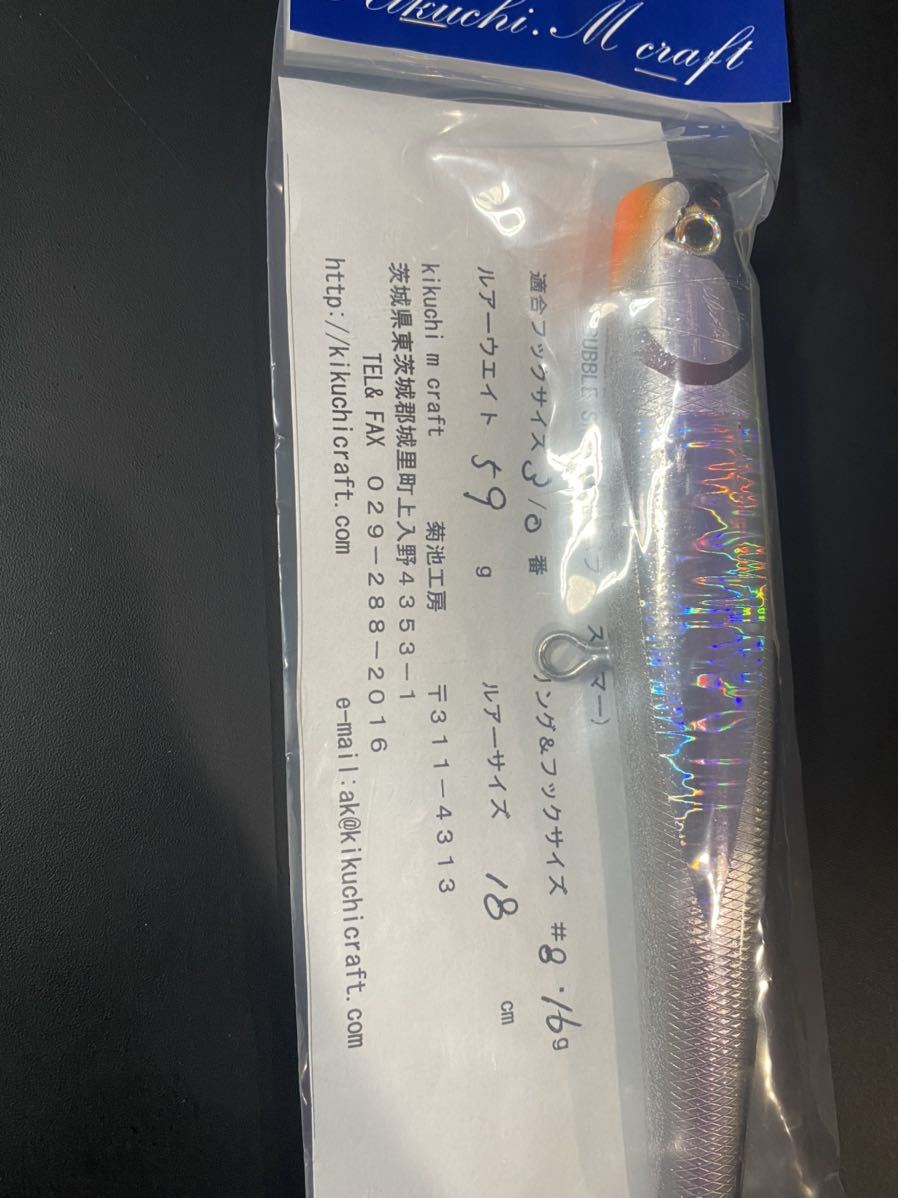 Kikuchi.M craft
BUBBLE
スマー)
適合フックサイズ 3/0 番 リング&フックサイズ #8・16g
ルアーウエイト 59 g ルアーサイズ 18 cm
kikuchi m craft 菊池工房 〒311-4313
茨城県東茨城郡城里町上入野4353-1
TEL& FAX 029-288-2016
http://kikuchicraft.com e-mail:ak@kikuchicraft.com